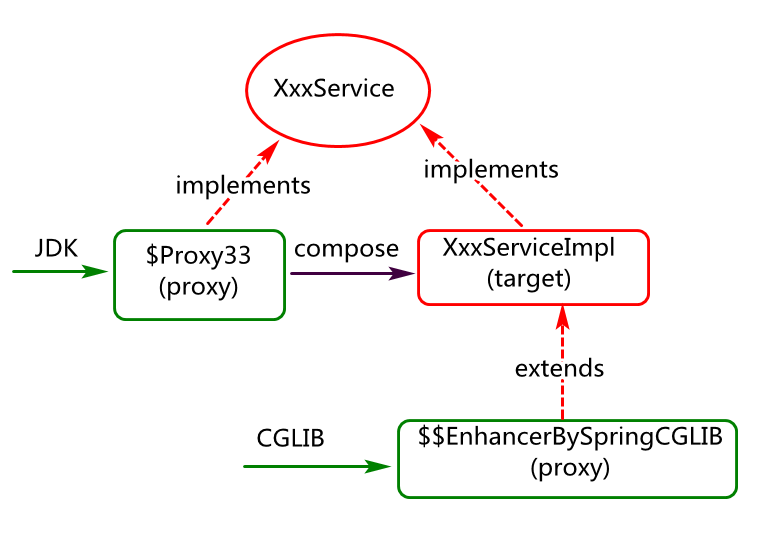 XxxService
implements
implements
JDK
$Proxy33
(proxy)
compose
XxxServiceImpl
(target)
extends
CGLIB
$$EnhancerBySpringCGLIB
(proxy)